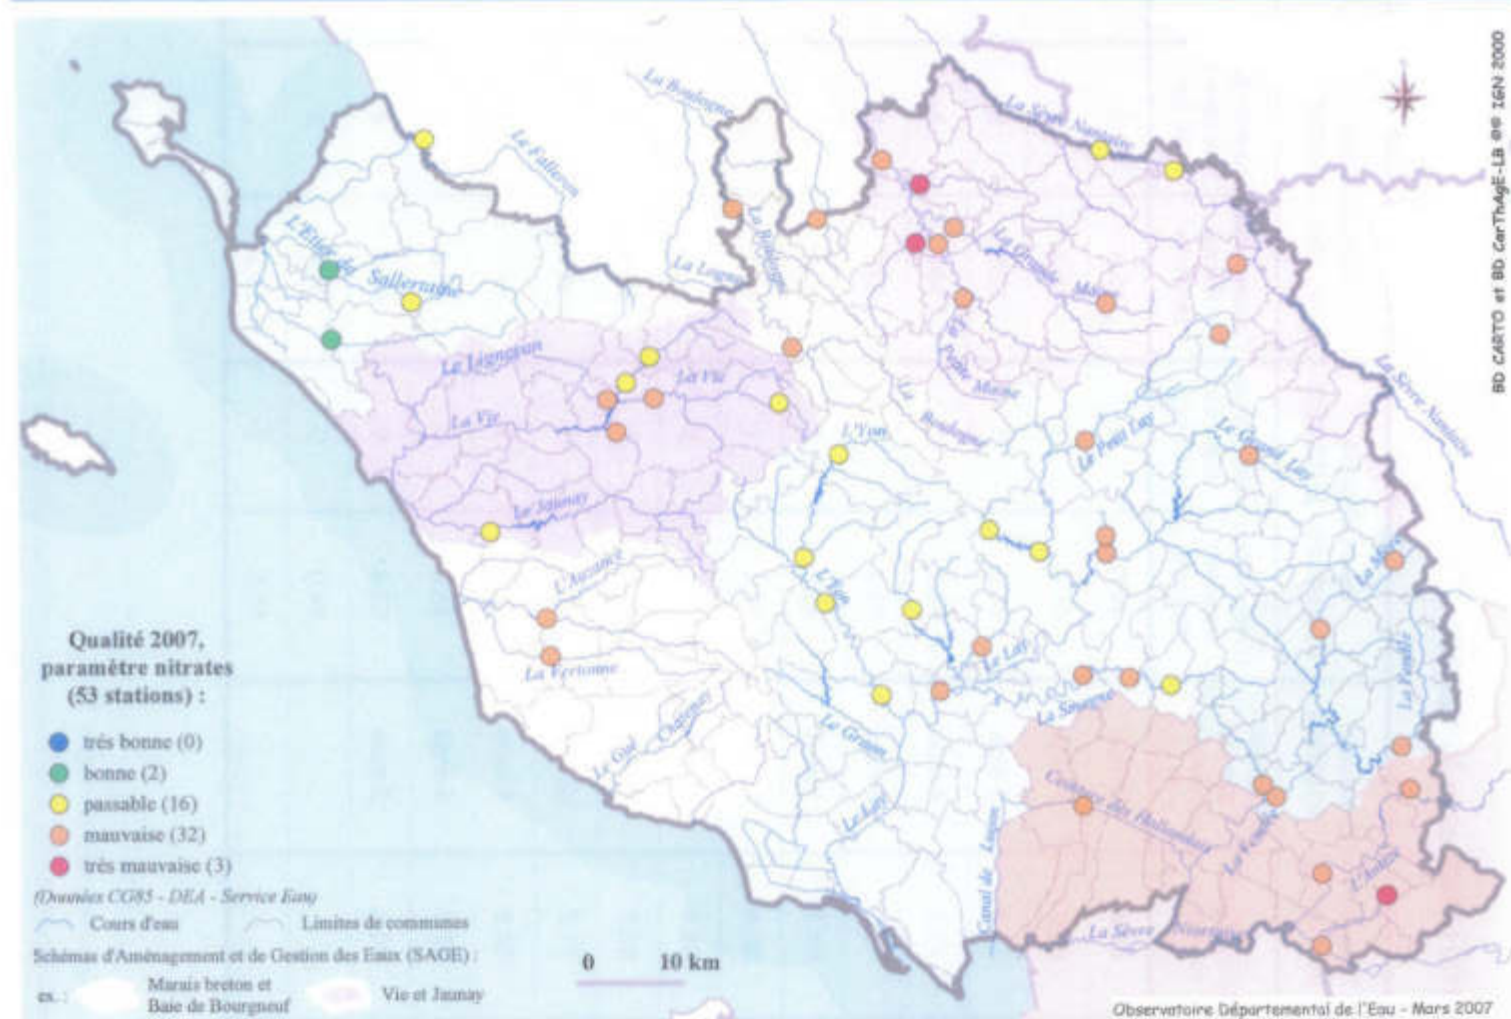 La Boulogne
Le Falleron
La Sèvre Nantaise
L'Etier de Sallertaine
La Boulogne
La Logne
La Grande Maine
La Petite Maine
Le Ligneron
La Vie
La Vie
La Boulogne
L'Yon
Le Petit Lay
Le Grand Lay
La Sèvre Nantaise
Le Jaunay
L'Auzance
L'Yon
La Mère
La Vertonne
Le Lay
La Vendée
La Smagne
Le Gué Chatenay
Le Graon
Le Lay
Canal de Luçon
Ceinture des Hollandais
La Vendée
L'Autize
La Sèvre Niortaise
Qualité 2007,
paramètre nitrates
(53 stations) :
trés bonne (0)
bonne (2)
passable (16)
mauvaise (32)
trés mauvaise (3)
(Données CG85 - DEA - Service Eau)
Cours d'eau
Limites de communes
Schémas d'Aménagement et de Gestion des Eaux (SAGE) :
ex. :
Marais breton et
Baie de Bourgneuf
Vie et Jaunay
0 10 km
BD CARTO et BD CarThAgE-LB @® IGN 2000
Observatoire Départemental de l'Eau - Mars 2007